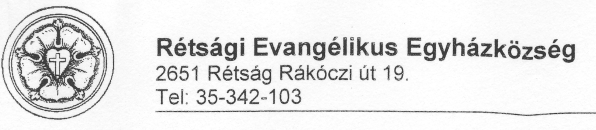 Rétsági Evangélikus Egyházközség
2651 Rétság Rákóczi út 19.
Tel: 35-342-103